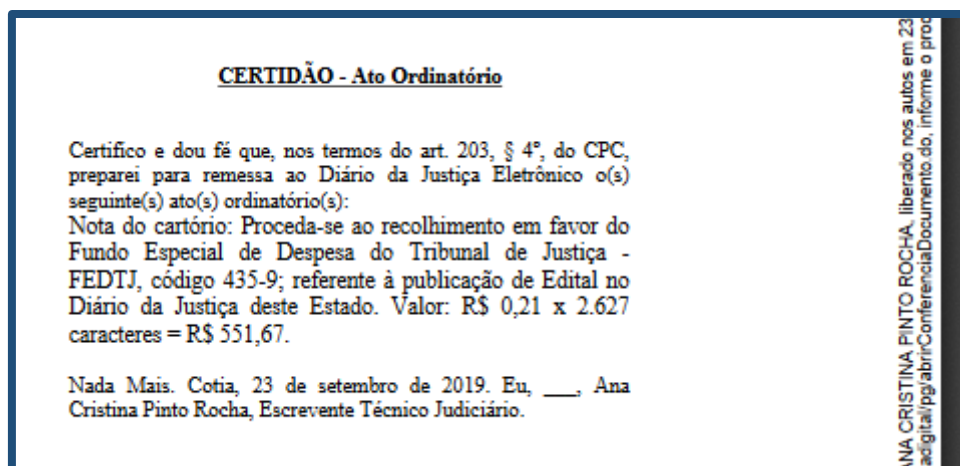 CERTIDÃO - Ato Ordinatório
Certifico e dou fé que, nos termos do art. 203, § 4º, do CPC,
preparei para remessa ao Diário da Justiça Eletrônico o(s)
seguinte(s) ato(s) ordinatório(s):
Nota do cartório: Proceda-se ao recolhimento em favor do
Fundo Especial de Despesa do Tribunal de Justiça -
FEDTJ, código 435-9; referente à publicação de Edital no
Diário da Justiça deste Estado. Valor: R$ 0,21 x 2.627
caracteres = R$ 551,67.
Nada Mais. Cotia, 23 de setembro de 2019. Eu, ___, Ana
Cristina Pinto Rocha, Escrevente Técnico Judiciário.
NA CRISTINA PINTO ROCHA, liberado nos autos em 23
adigital/pg/abrirConferenciaDocumento.do, informe o proc